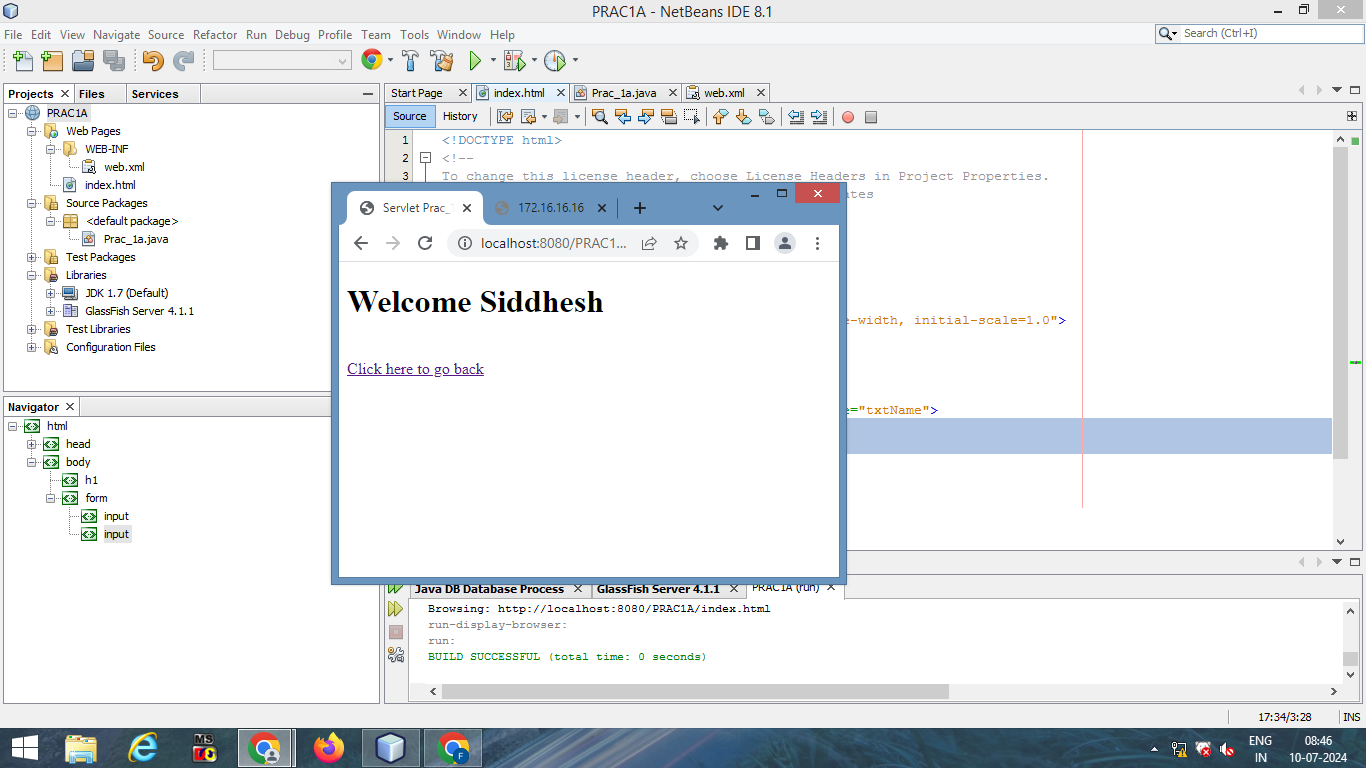 PRAC1A - NetBeans IDE 8.1
File Edit View Navigate Source Refactor Run Debug Profile Team Tools Window Help
Search (Ctrl+I)
Projects Files Services
PRAC1A
Web Pages
WEB-INF
web.xml
index.html
Source Packages
<default package>
Prac_1a.java
Test Packages
Libraries
JDK 1.7 (Default)
GlassFish Server 4.1.1
Test Libraries
Configuration Files
Navigator
html
head
body
h1
form
input
input
Start Page index.html Prac_1a.java web.xml
Source History
1 <!DOCTYPE html>
2 <!--
3 To change this license header, choose License Headers in Project Properties.
ates
e-width, initial-scale=1.0">
e="txtName">
Servlet Prac_ 172.16.16.16
localhost:8080/PRAC1...
Welcome Siddhesh
Click here to go back
Java DB Database Process GlassFish Server 4.1.1 PRAC1A (run)
Browsing: http://localhost:8080/PRAC1A/index.html
run-display-browser:
run:
BUILD SUCCESSFUL (total time: 0 seconds)
17:34/3:28 INS
MS
F
ENG
IN
08:46
10-07-2024